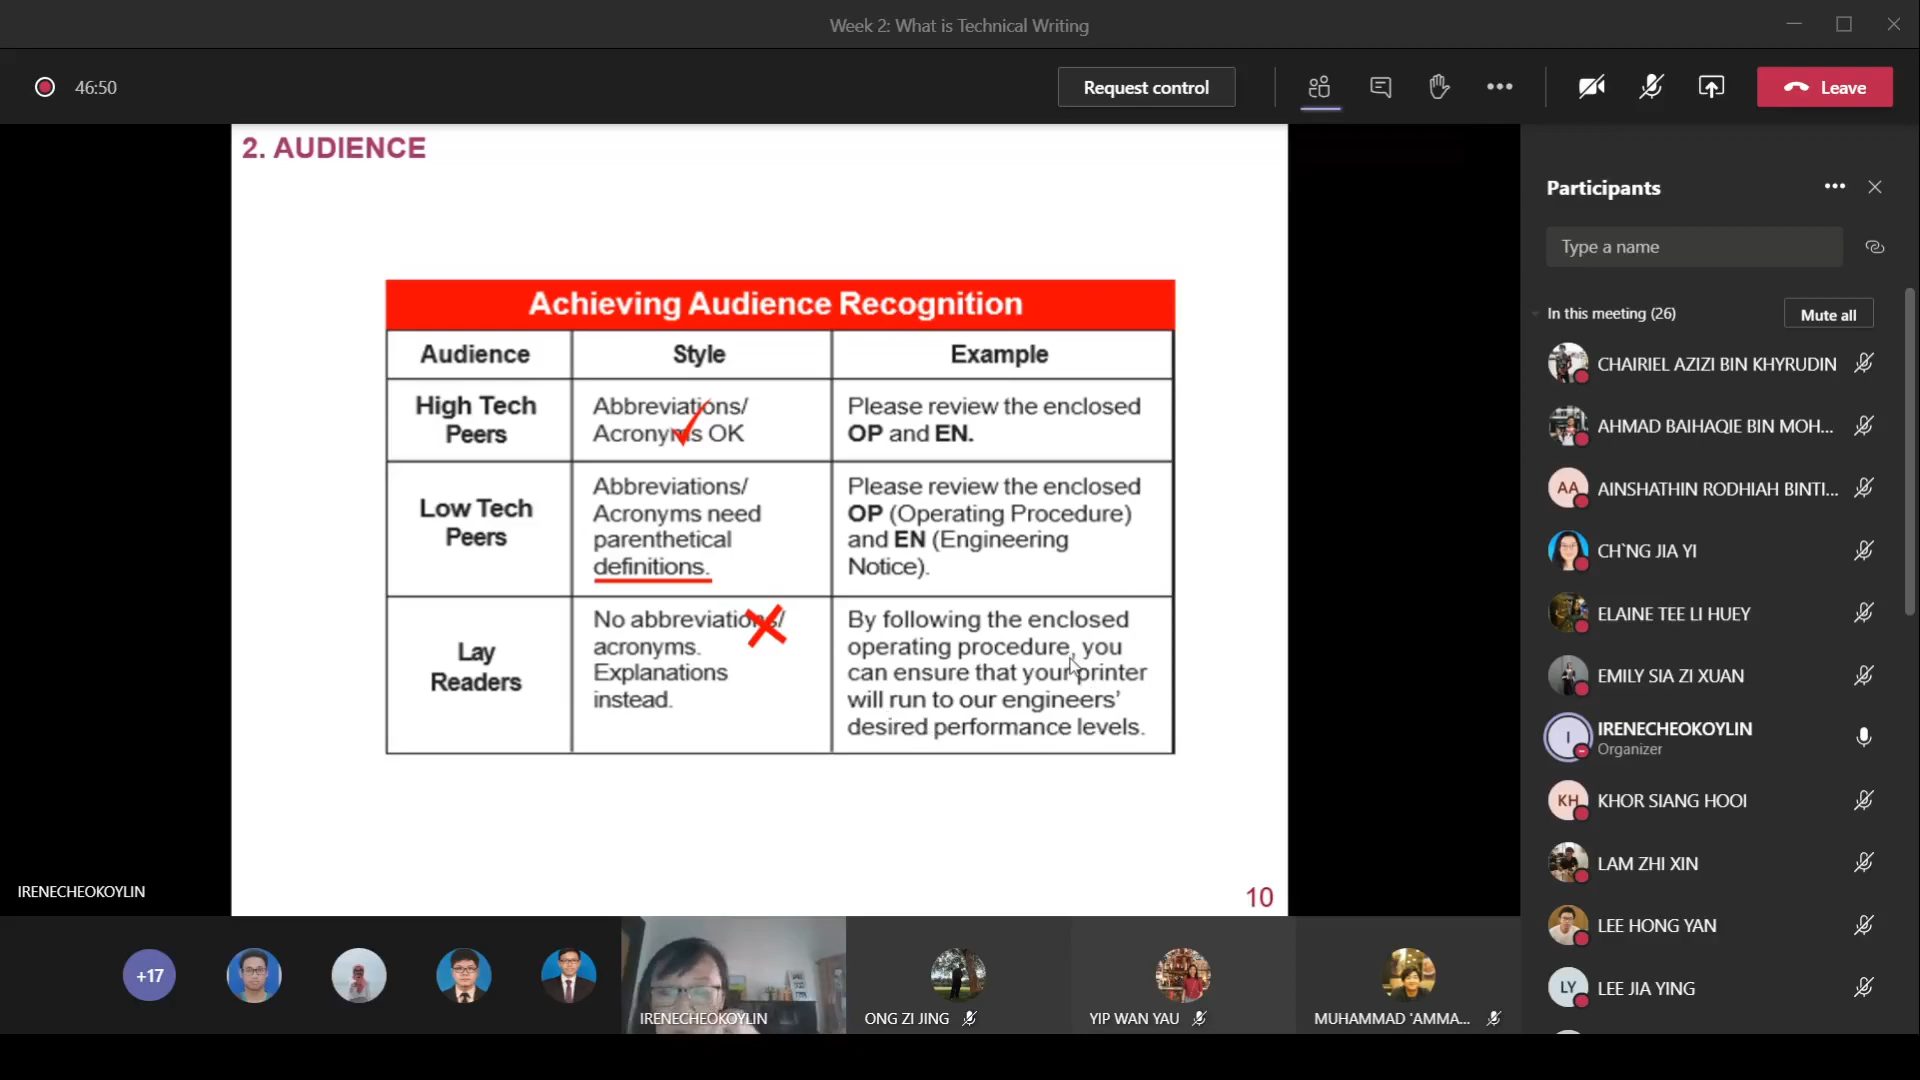 Week 2: What is Technical Writing
46:50
Request control
Leave
2. AUDIENCE
Achieving Audience Recognition
Audience
Style
Example
High Tech
Peers
Abbreviations/
Acronyms OK
Please review the enclosed
OP and EN.
Low Tech
Peers
Abbreviations/
Acronyms need
parenthetical
definitions.
Please review the enclosed
OP (Operating Procedure)
and EN (Engineering
Notice).
Lay
Readers
No abbreviations/
acronyms.
Explanations
instead.
By following the enclosed
operating procedure, you
can ensure that your printer
will run to our engineers’
desired performance levels.
10
IRENECHEOKOYLIN
+17
IRENECHEOKOYLIN
ONG ZI JING
YIP WAN YAU
MUHAMMAD 'AMMA...
Participants
Type a name
In this meeting (26)
Mute all
CHAIRIEL AZIZI BIN KHYRUDIN
AHMAD BAIHAQIE BIN MOH...
AA
AINSHATHIN RODHIAH BINTI...
CH`NG JIA YI
ELAINE TEE LI HUEY
EMILY SIA ZI XUAN
I
IRENECHEOKOYLIN
Organizer
KH
KHOR SIANG HOOI
LAM ZHI XIN
LEE HONG YAN
LY
LEE JIA YING